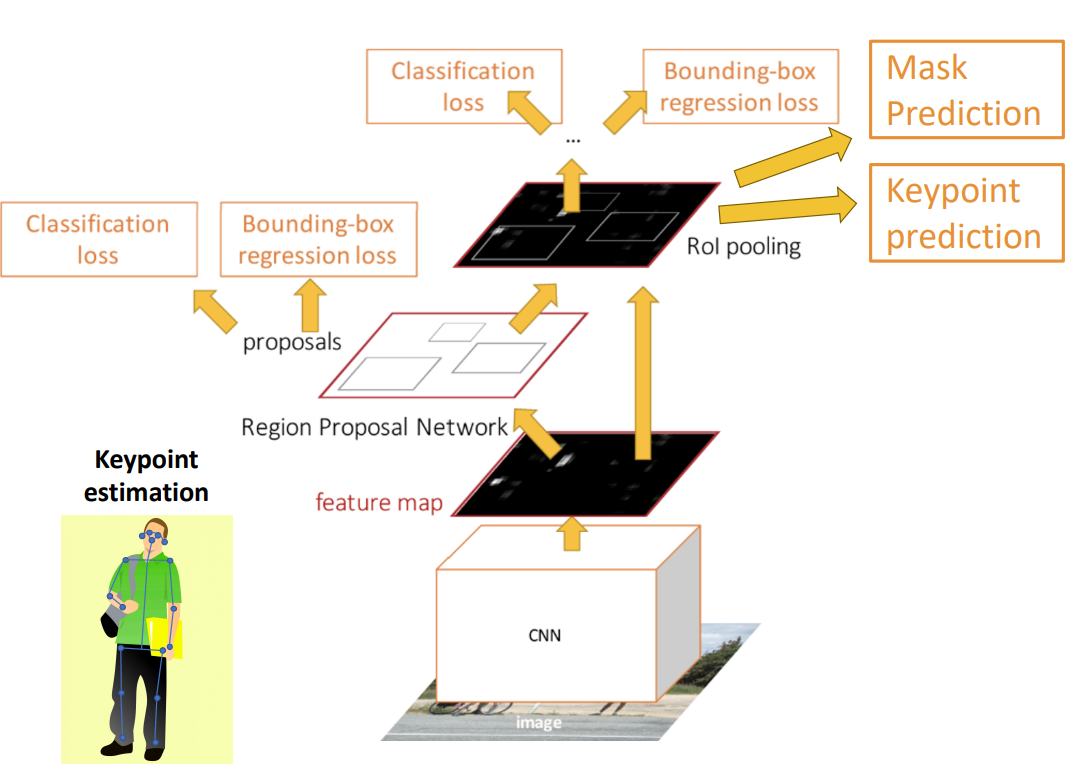 Classification
loss
Bounding-box
regression loss
Mask
Prediction
...
Keypoint
prediction
RoI pooling
Classification
loss
Bounding-box
regression loss
proposals
Region Proposal Network
Keypoint
estimation
feature map
CNN
image